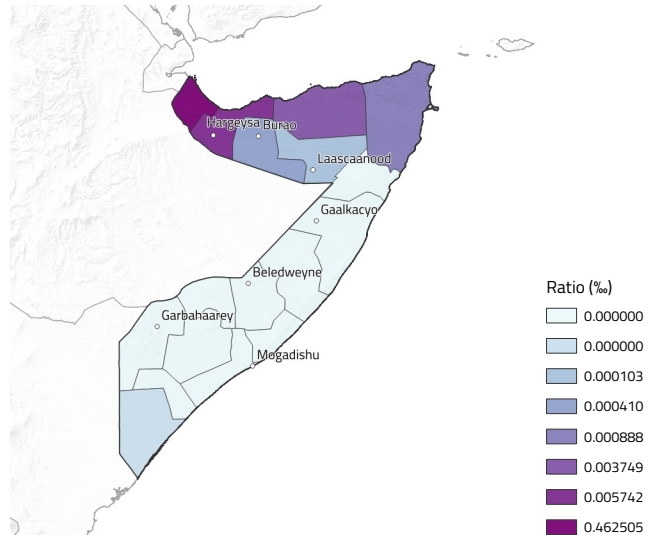 Hargeysa
Burao
Laascaanood
Gaalkacyo
Beledweyne
Garbahaarey
Mogadishu
Ratio (‰)
0.000000
0.000000
0.000103
0.000410
0.000888
0.003749
0.005742
0.462505